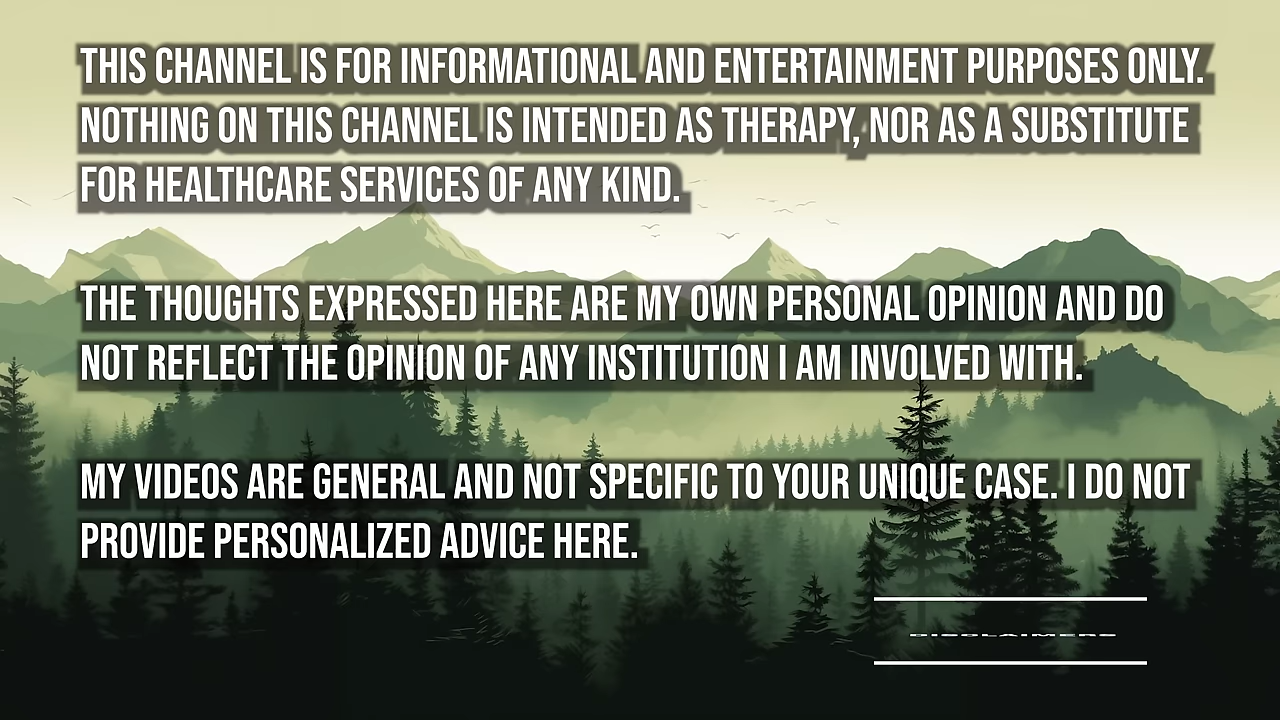 THIS CHANNEL IS FOR INFORMATIONAL AND ENTERTAINMENT PURPOSES ONLY.
NOTHING ON THIS CHANNEL IS INTENDED AS THERAPY, NOR AS A SUBSTITUTE
FOR HEALTHCARE SERVICES OF ANY KIND.
THE THOUGHTS EXPRESSED HERE ARE MY OWN PERSONAL OPINION AND DO
NOT REFLECT THE OPINION OF ANY INSTITUTION I AM INVOLVED WITH.
MY VIDEOS ARE GENERAL AND NOT SPECIFIC TO YOUR UNIQUE CASE. I DO NOT
PROVIDE PERSONALIZED ADVICE HERE.
DISCLAIMERS